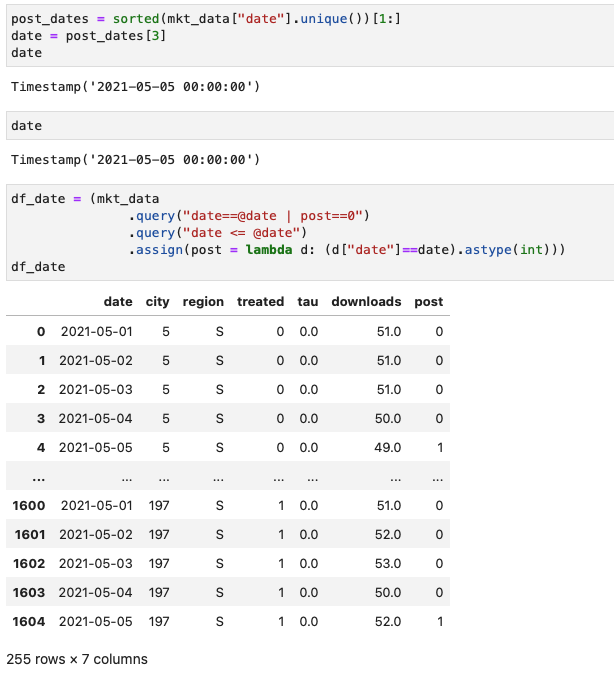 post_dates = sorted(mkt_data["date"].unique())[1:]
date = post_dates[3]
date
Timestamp('2021-05-05 00:00:00')
date
Timestamp('2021-05-05 00:00:00')
df_date = (mkt_data
.query("date==@date | post==0")
.query("date <= @date")
.assign(post = lambda d: (d["date"]==date).astype(int)))
df_date
date city region treated tau downloads post
0 2021-05-01 5 S 0 0.0 51.0 0
1 2021-05-02 5 S 0 0.0 51.0 0
2 2021-05-03 5 S 0 0.0 51.0 0
3 2021-05-04 5 S 0 0.0 50.0 0
4 2021-05-05 5 S 0 0.0 49.0 1
... ... ... ... ... ... ... ...
1600 2021-05-01 197 S 1 0.0 51.0 0
1601 2021-05-02 197 S 1 0.0 52.0 0
1602 2021-05-03 197 S 1 0.0 53.0 0
1603 2021-05-04 197 S 1 0.0 50.0 0
1604 2021-05-05 197 S 1 0.0 52.0 1
255 rows × 7 columns